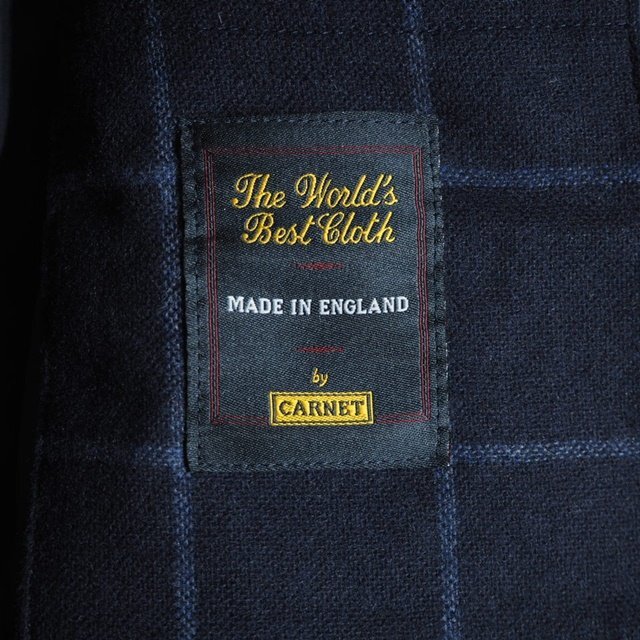 The World's
Best Cloth
MADE IN ENGLAND
by
CARNET